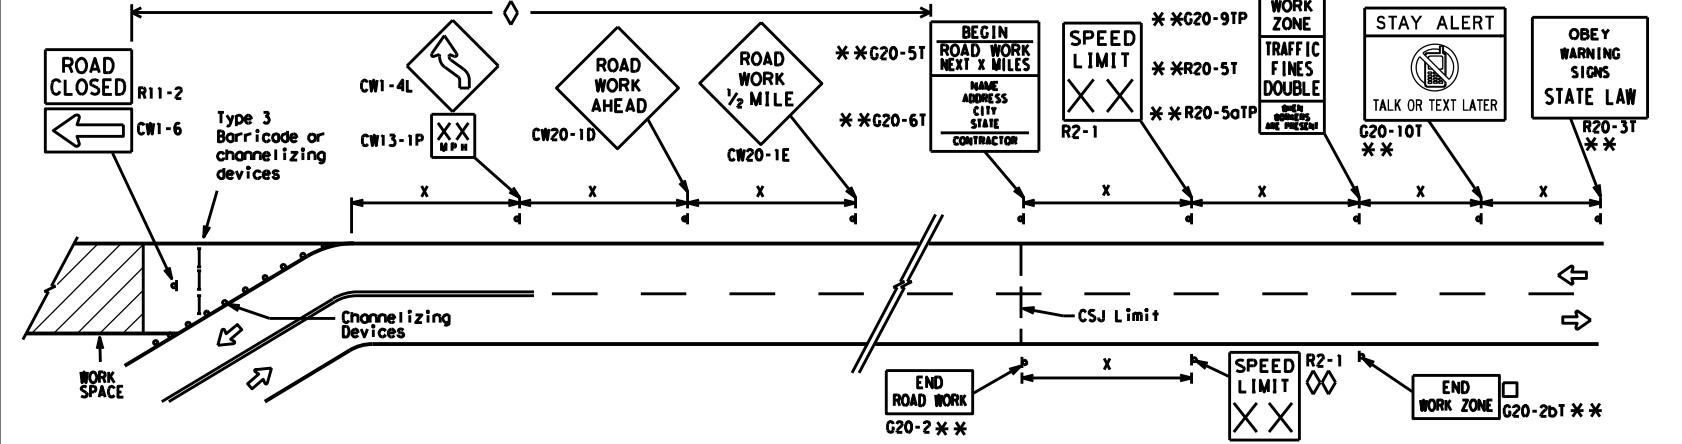 ROAD
CLOSED
R11-2
CW1-6
Type 3
Barricade or
channelizing
devices
CW1-4L
XX
MPH
CW13-1P
ROAD
WORK
AHEAD
CW20-1D
ROAD
WORK
1/2 MILE
CW20-1E
* *G20-5T
* *G20-6T
BEGIN
ROAD WORK
NEXT X MILES
NAME
ADDRESS
CITY
STATE
CONTRACTOR
SPEED
LIMIT
X X
R2-1
* *G20-9TP
* *R20-5T
* *R20-5aTP
WORK
ZONE
TRAFFIC
FINES
DOUBLE
WHEN
WORKERS
ARE PRESENT
STAY ALERT
TALK OR TEXT LATER
G20-10T
* *
OBEY
WARNING
SIGNS
STATE LAW
R20-3T
* *
X X X X X X X
Channelizing
Devices
CSJ Limit
WORK
SPACE
X
END
ROAD WORK
G20-2 * *
SPEED
LIMIT
X X
R2-1
END
WORK ZONE
G20-2bT * *